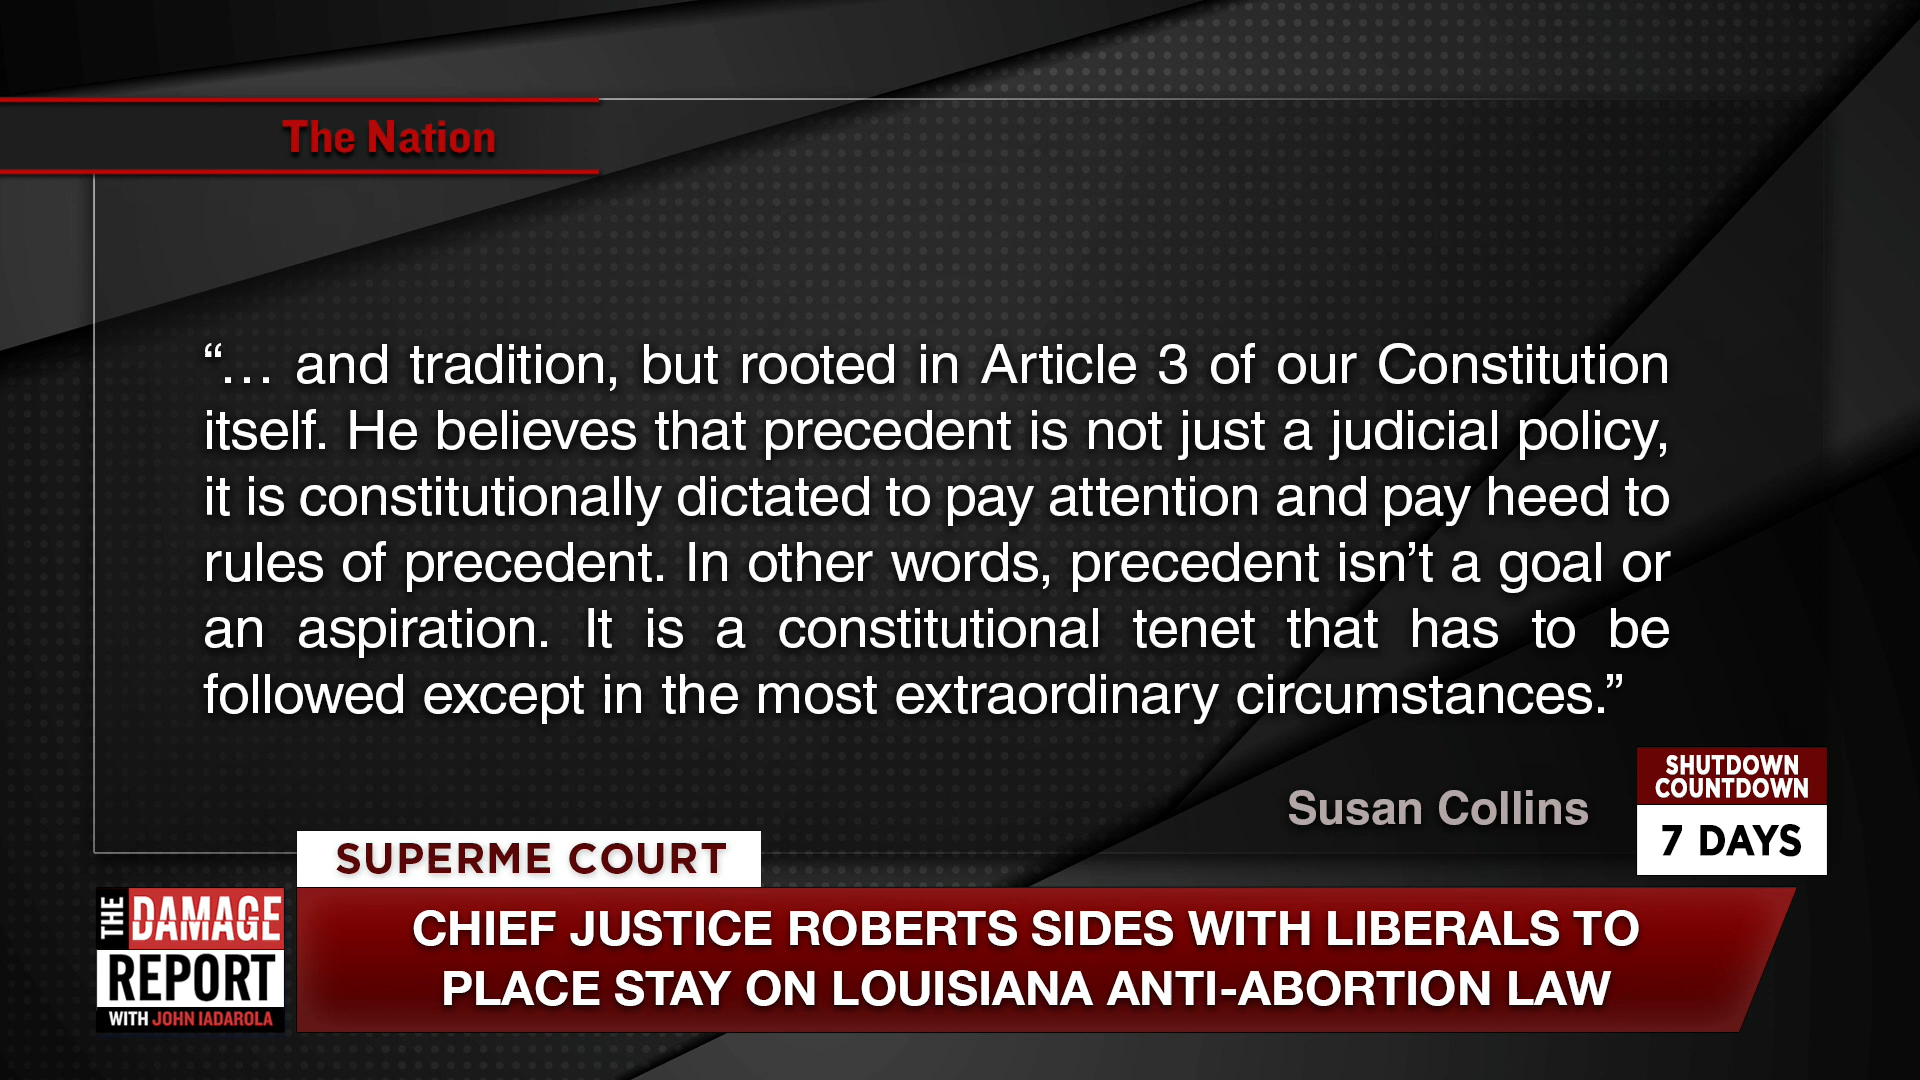 The Nation
“… and tradition, but rooted in Article 3 of our Constitution
itself. He believes that precedent is not just a judicial policy,
it is constitutionally dictated to pay attention and pay heed to
rules of precedent. In other words, precedent isn’t a goal or
an aspiration. It is a constitutional tenet that has to be
followed except in the most extraordinary circumstances.”
Susan Collins
SHUTDOWN
COUNTDOWN
7 DAYS
SUPERME COURT
THE DAMAGE
REPORT
WITH JOHN IADAROLA
CHIEF JUSTICE ROBERTS SIDES WITH LIBERALS TO
PLACE STAY ON LOUISIANA ANTI-ABORTION LAW